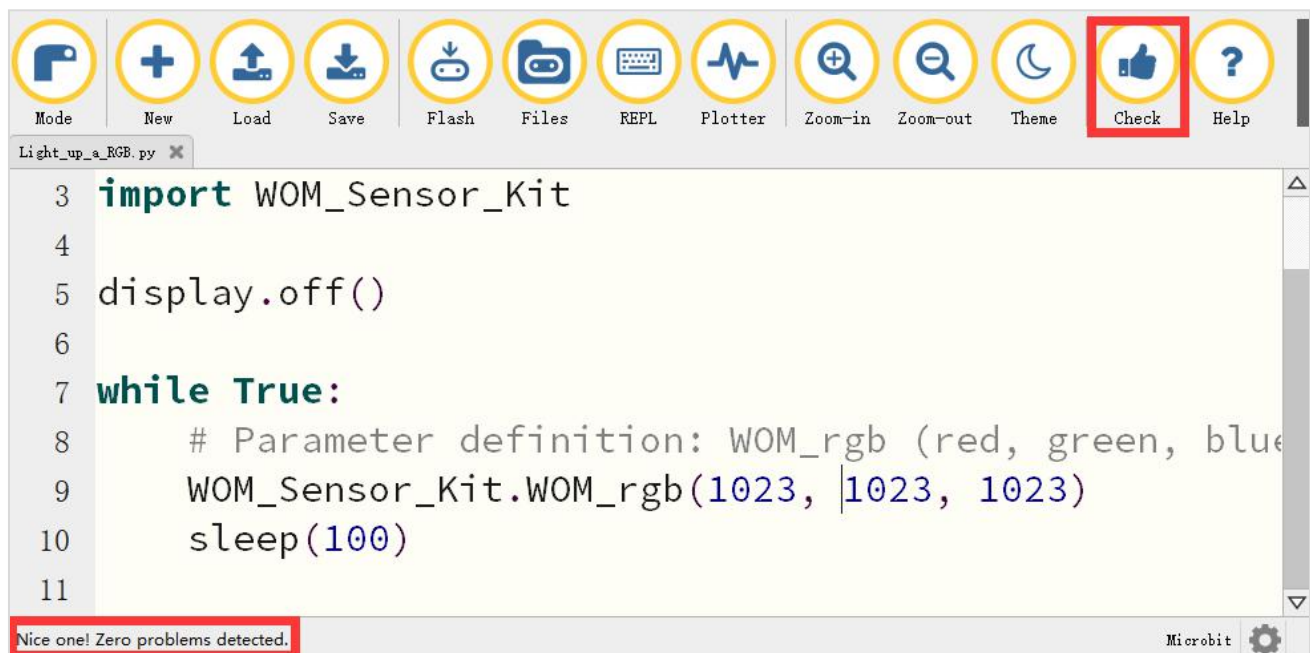 Mode New Load Save Flash Files REPL Plotter Zoom-in Zoom-out Theme Check Help
Light_up_a_RGB.py
3 import WOM_Sensor_Kit
4
5 display.off()
6
7 while True:
8 # Parameter definition: WOM_rgb (red, green, blue
9 WOM_Sensor_Kit.WOM_rgb(1023, 1023, 1023)
10 sleep(100)
11
Nice one! Zero problems detected. Microbit